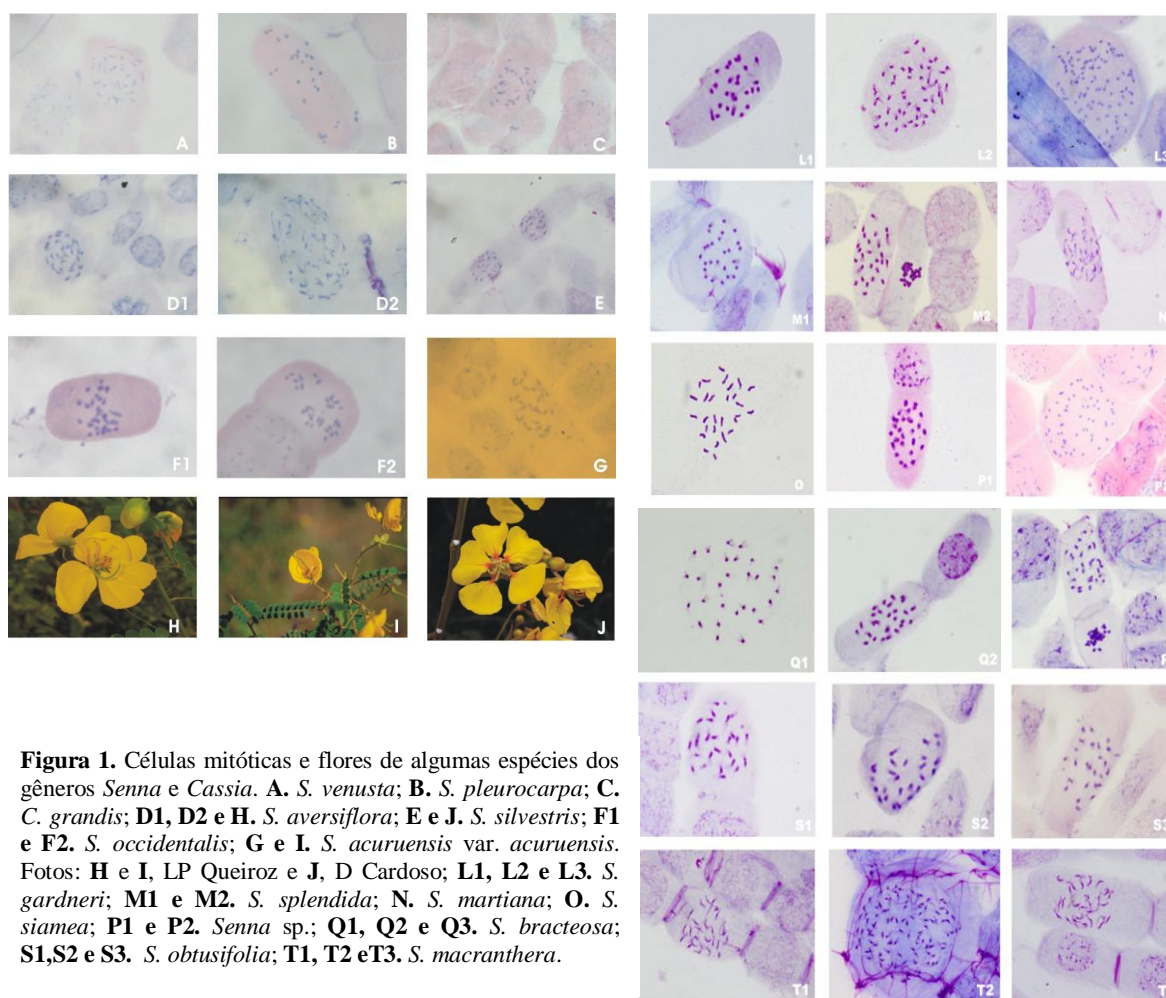 A
B
C
D1
D2
E
F1
F2
G
H
I
J
Figura 1. Células mitóticas e flores de algumas espécies dos
gêneros Senna e Cassia. A. S. venusta; B. S. pleurocarpa; C.
C. grandis; D1, D2 e H. S. aversiflora; E e J. S. silvestris; F1
e F2. S. occidentalis; G e I. S. acuruensis var. acuruensis.
Fotos: H e I, LP Queiroz e J, D Cardoso; L1, L2 e L3. S.
gardneri; M1 e M2. S. splendida; N. S. martiana; O. S.
siamea; P1 e P2. Senna sp.; Q1, Q2 e Q3. S. bracteosa;
S1,S2 e S3. S. obtusifolia; T1, T2 eT3. S. macranthera.
L1
L2
L3
M1
M2
N
O
P1
Q1
Q2
S1
S2
S3
T1
T2